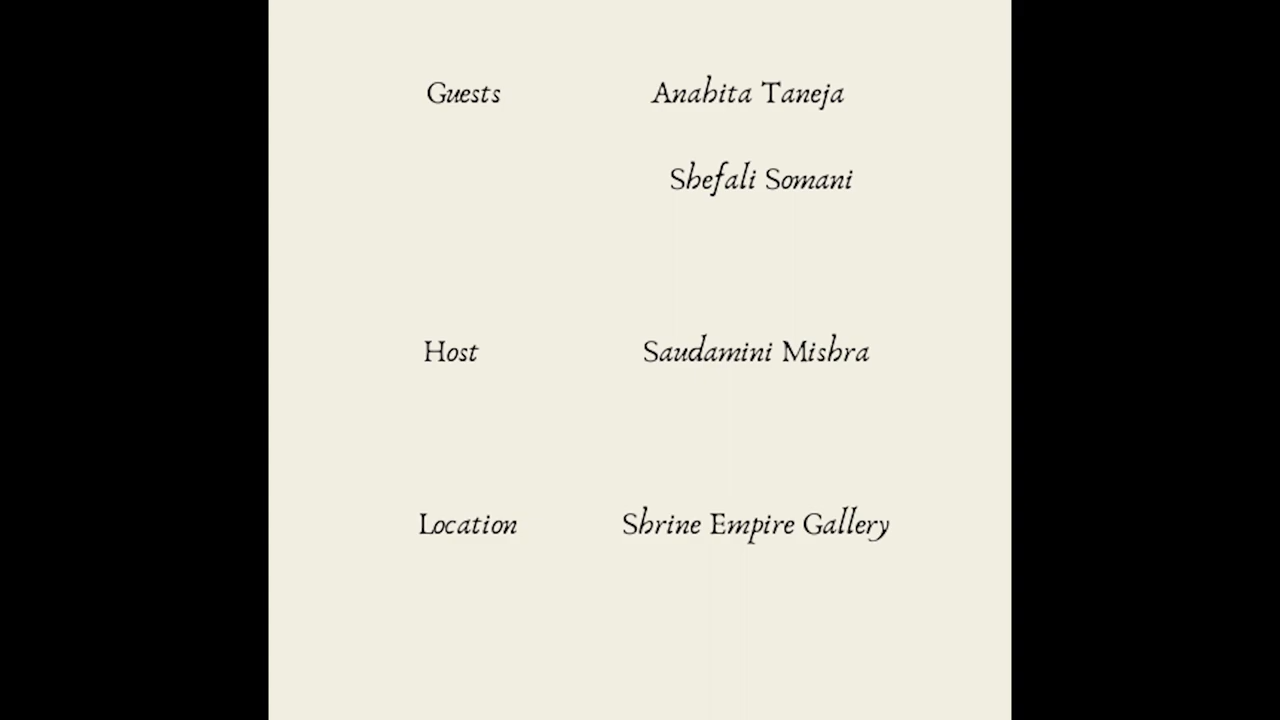 Guests Anahita Taneja
Shefali Somani
Host Saudamini Mishra
Location Shrine Empire Gallery